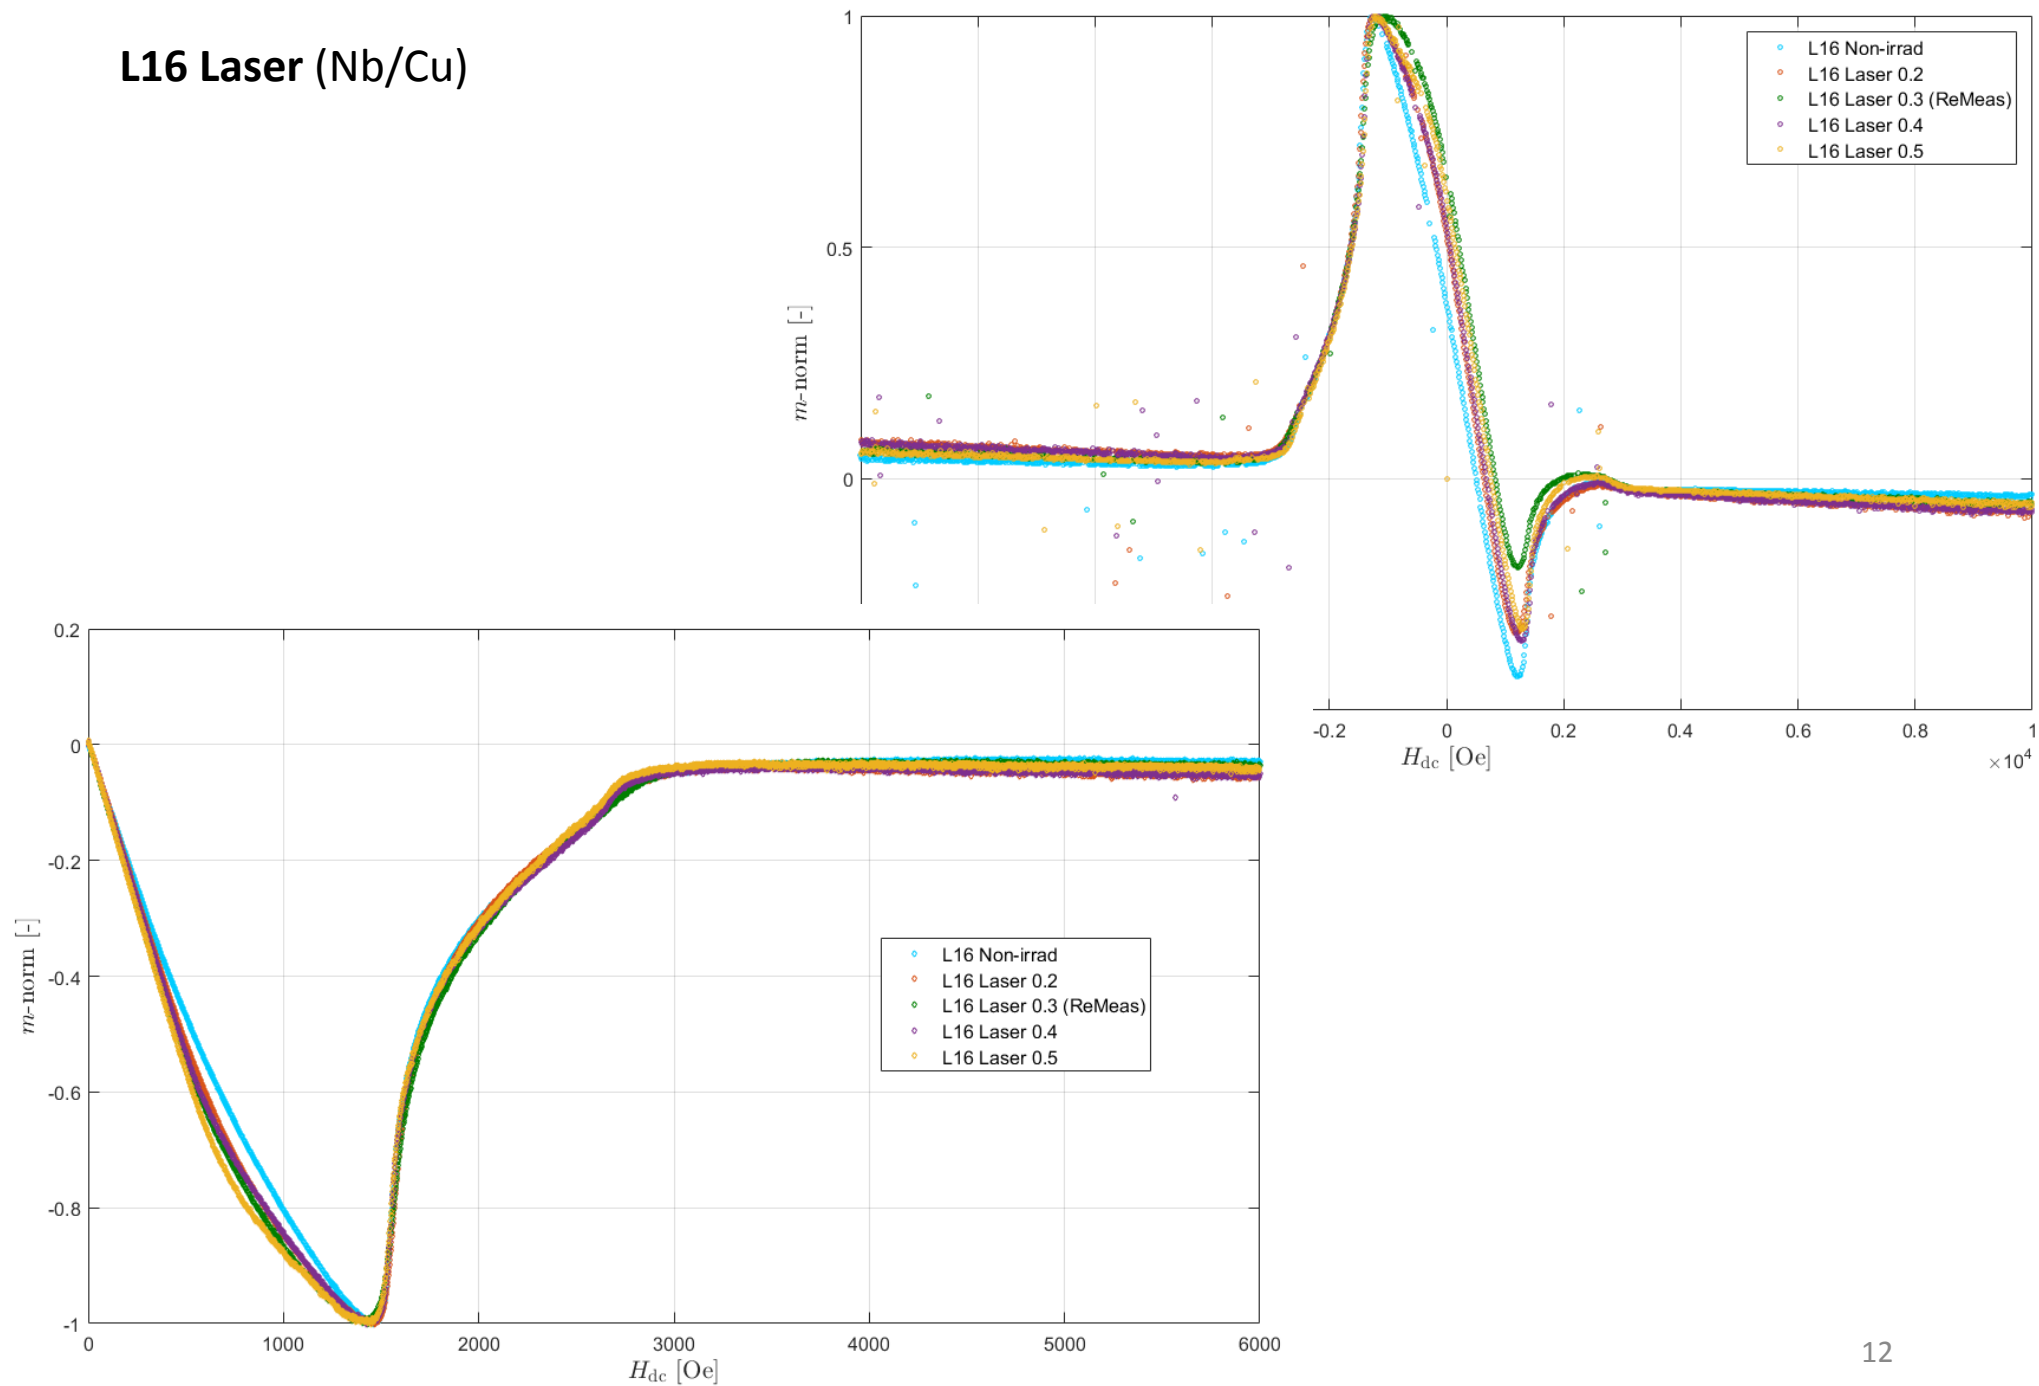 L16 Laser (Nb/Cu)
1
0.5
0
m-norm [-]
L16 Non-irrad
L16 Laser 0.2
L16 Laser 0.3 (ReMeas)
L16 Laser 0.4
L16 Laser 0.5
-0.2 0 0.2 0.4 0.6 0.8 1
Hdc [Oe]
×10⁴
0.2
0
-0.2
-0.4
-0.6
-0.8
-1
m-norm [-]
L16 Non-irrad
L16 Laser 0.2
L16 Laser 0.3 (ReMeas)
L16 Laser 0.4
L16 Laser 0.5
0 1000 2000 3000 4000 5000 6000
Hdc [Oe]
12